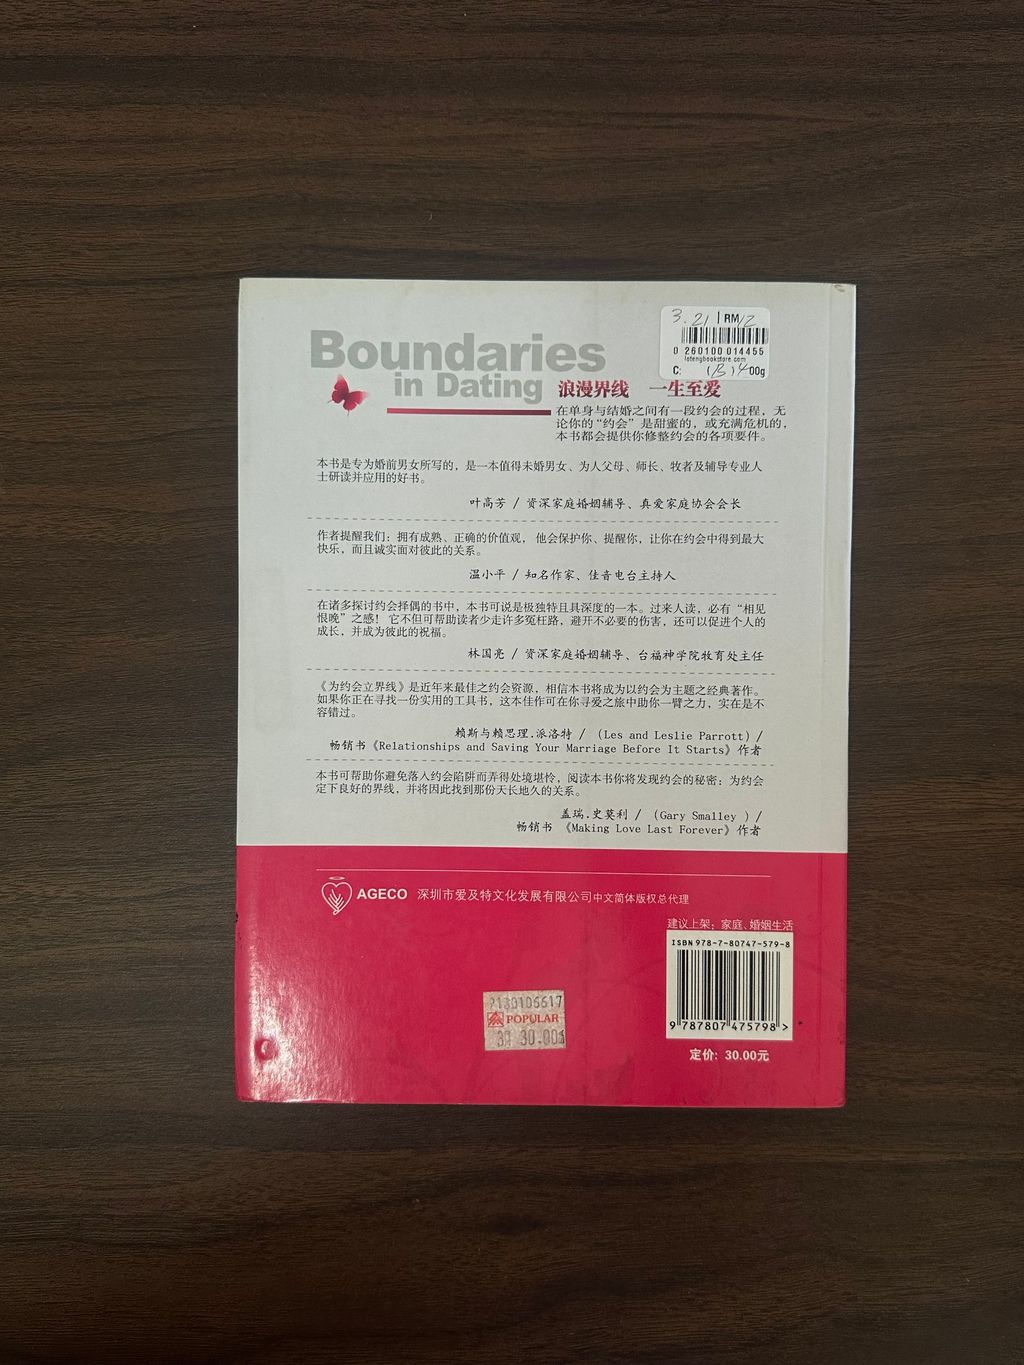 3.21 RM12
0 260100 014455
lotengbookstore.com
C: (B) 00g
Boundaries
in Dating
浪漫界线 一生至爱
在单身与结婚之间有一段约会的过程，无
论你的“约会”是甜蜜的，或充满危机的，
本书都会提供你修整约会的各项要件。
本书是专为婚前男女所写的，是一本值得未婚男女、为人父母、师长、牧者及辅导专业人
士研读并应用的好书。
叶高芳 / 资深家庭婚姻辅导、真爱家庭协会会长
作者提醒我们：拥有成熟、正确的价值观， 他会保护你、提醒你，让你在约会中得到最大
快乐，而且诚实面对彼此的关系。
温小平 / 知名作家、佳音电台主持人
在诸多探讨约会择偶的书中，本书可说是极独特且具深度的一本。过来人读，必有“相见
恨晚”之感！它不但可帮助读者少走许多冤枉路，避开不必要的伤害，还可以促进个人的
成长，并成为彼此的祝福。
林国亮 / 资深家庭婚姻辅导、台福神学院牧育处主任
《为约会立界线》是近年来最佳之约会资源，相信本书将成为以约会为主题之经典著作。
如果你正在寻找一份实用的工具书，这本佳作可在你寻爱之旅中助你一臂之力，实在是不
容错过。
赖斯与赖思理.派洛特 / （Les and Leslie Parrott）/
畅销书《Relationships and Saving Your Marriage Before It Starts》作者
本书可帮助你避免落入约会陷阱而弄得处境堪怜，阅读本书你将发现约会的秘密：为约会
定下良好的界线，并将因此找到那份天长地久的关系。
盖瑞.史莫利 / （Gary Smalley ）/
畅销书 《Making Love Last Forever》作者
AGECO 深圳市爱及特文化发展有限公司中文简体版权总代理
建议上架：家庭、婚姻生活
ISBN 978-7-80747-579-8
9 787807 475798 >
定价：30.00元
2130106617
POPULAR
30.00